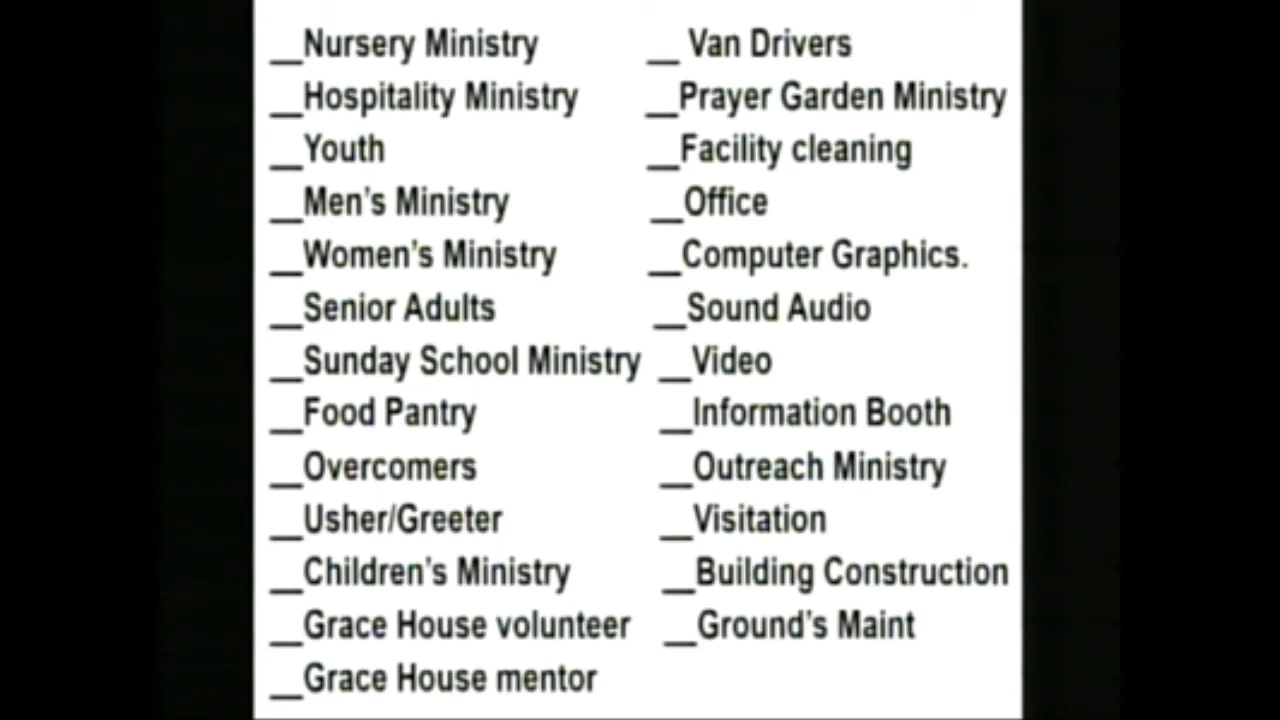 __Nursery Ministry
__Hospitality Ministry
__Youth
__Men's Ministry
__Women's Ministry
__Senior Adults
__Sunday School Ministry
__Food Pantry
__Overcomers
__Usher/Greeter
__Children's Ministry
__Grace House volunteer
__Grace House mentor
__ Van Drivers
__Prayer Garden Ministry
__Facility cleaning
__Office
__Computer Graphics.
__Sound Audio
__Video
__Information Booth
__Outreach Ministry
__Visitation
__Building Construction
__Ground's Maint